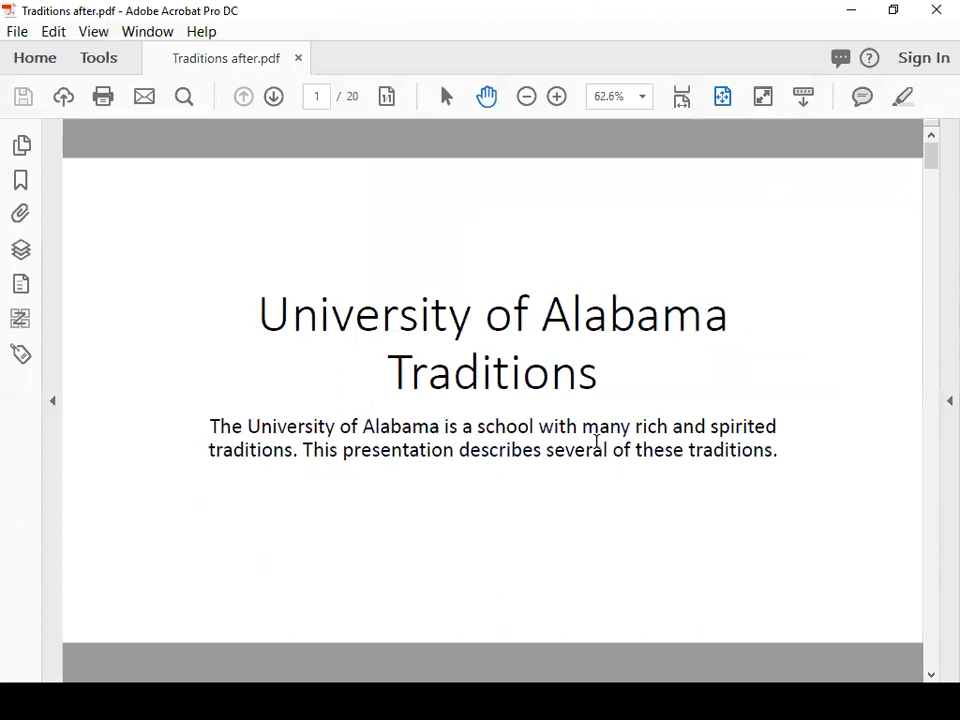 Traditions after.pdf - Adobe Acrobat Pro DC
File Edit View Window Help
Home Tools Traditions after.pdf × Sign In
1 / 20 62.6%
University of Alabama
Traditions
The University of Alabama is a school with many rich and spirited
traditions. This presentation describes several of these traditions.